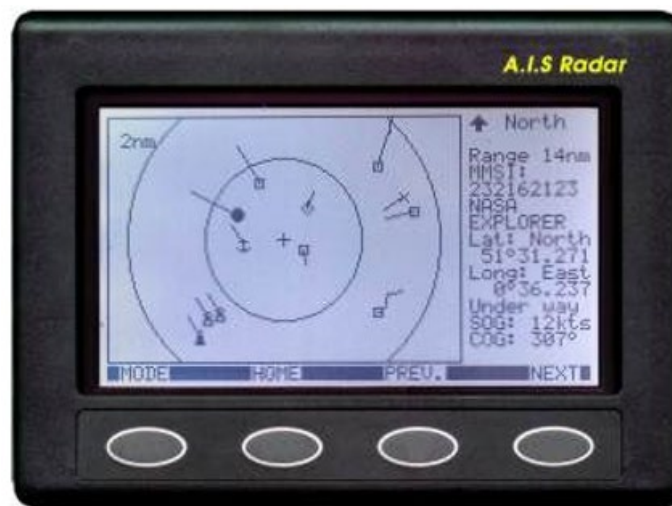 A.I.S Radar
2nm
North
Range 14nm
MMSI:
232162123
NASA
EXPLORER
Lat: North
51°31.271
Long: East
0°36.237
Under way
SOG: 12kts
COG: 307°
MODE HOME PREV. NEXT